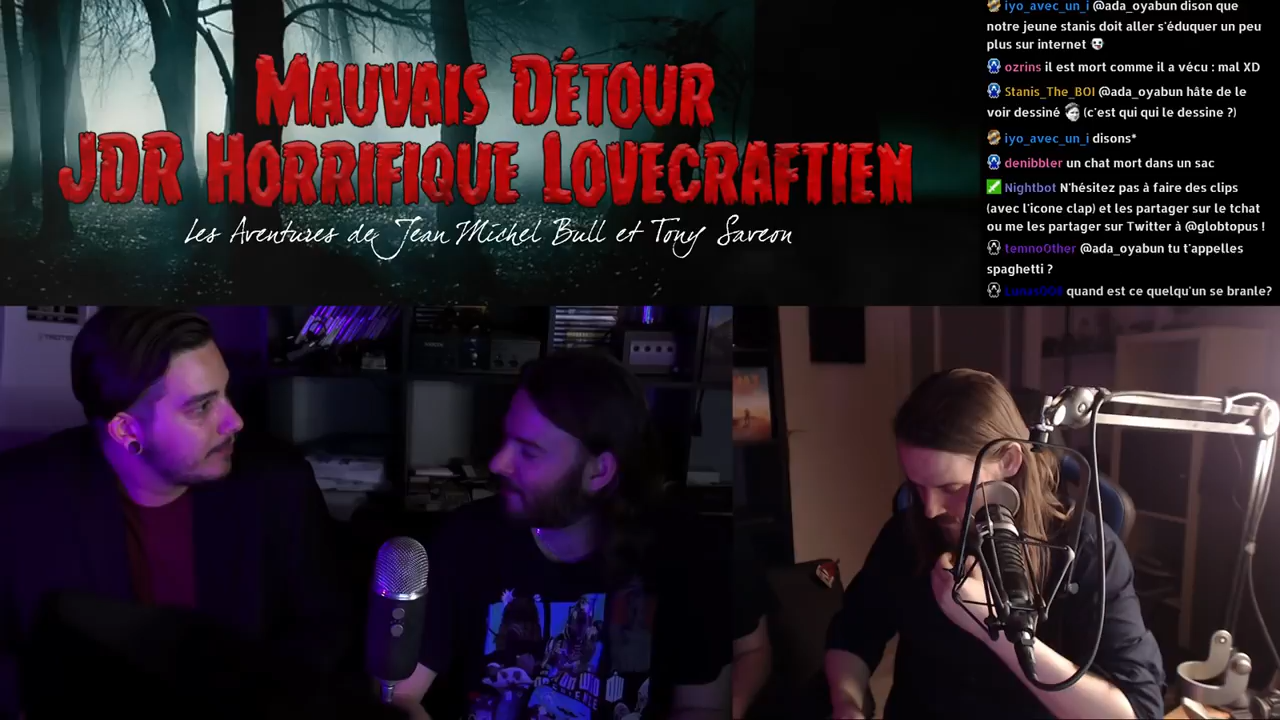 Mauvais Détour
JDR Horrifique Lovecraftien
Les Aventures de Jean Michel Bull et Tony Saveon
iyo_avec_un_i @ada_oyabun dison que
notre jeune stanis doit aller s'éduquer un peu
plus sur internet
ozrins il est mort comme il a vécu : mal XD
Stanis_The_BOI @ada_oyabun hâte de le
voir dessiné (c'est qui qui le dessine ?)
iyo_avec_un_i disons*
denibbler un chat mort dans un sac
Nightbot N'hésitez pas à faire des clips
(avec l'icone clap) et les partager sur le tchat
ou me les partager sur Twitter à @globtopus !
temnoOther @ada_oyabun tu t'appelles
spaghetti ?
quand est ce quelqu'un se branle?